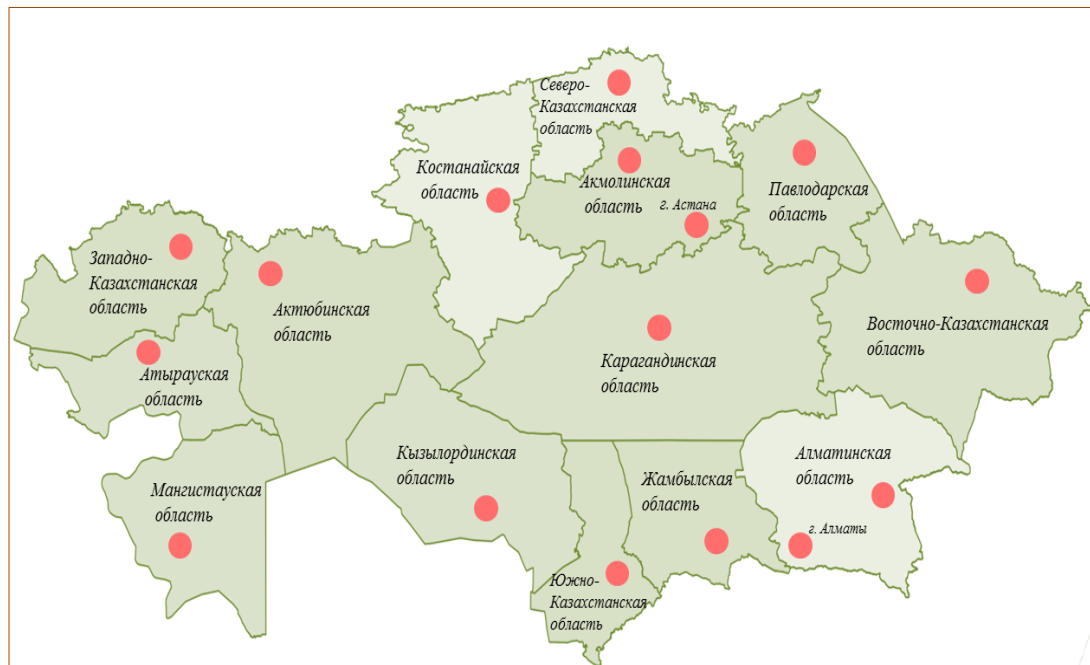 Северо-
Казахстанская
область
Костанайская
область
Акмолинская
область
г. Астана
Павлодарская
область
Западно-
Казахстанская
область
Актюбинская
область
Восточно-Казахстанская
область
Карагандинская
область
Атырауская
область
Кызылординская
область
Алматинская
область
Жамбылская
область
Мангистауская
область
г. Алматы
Южно-
Казахстанская
область